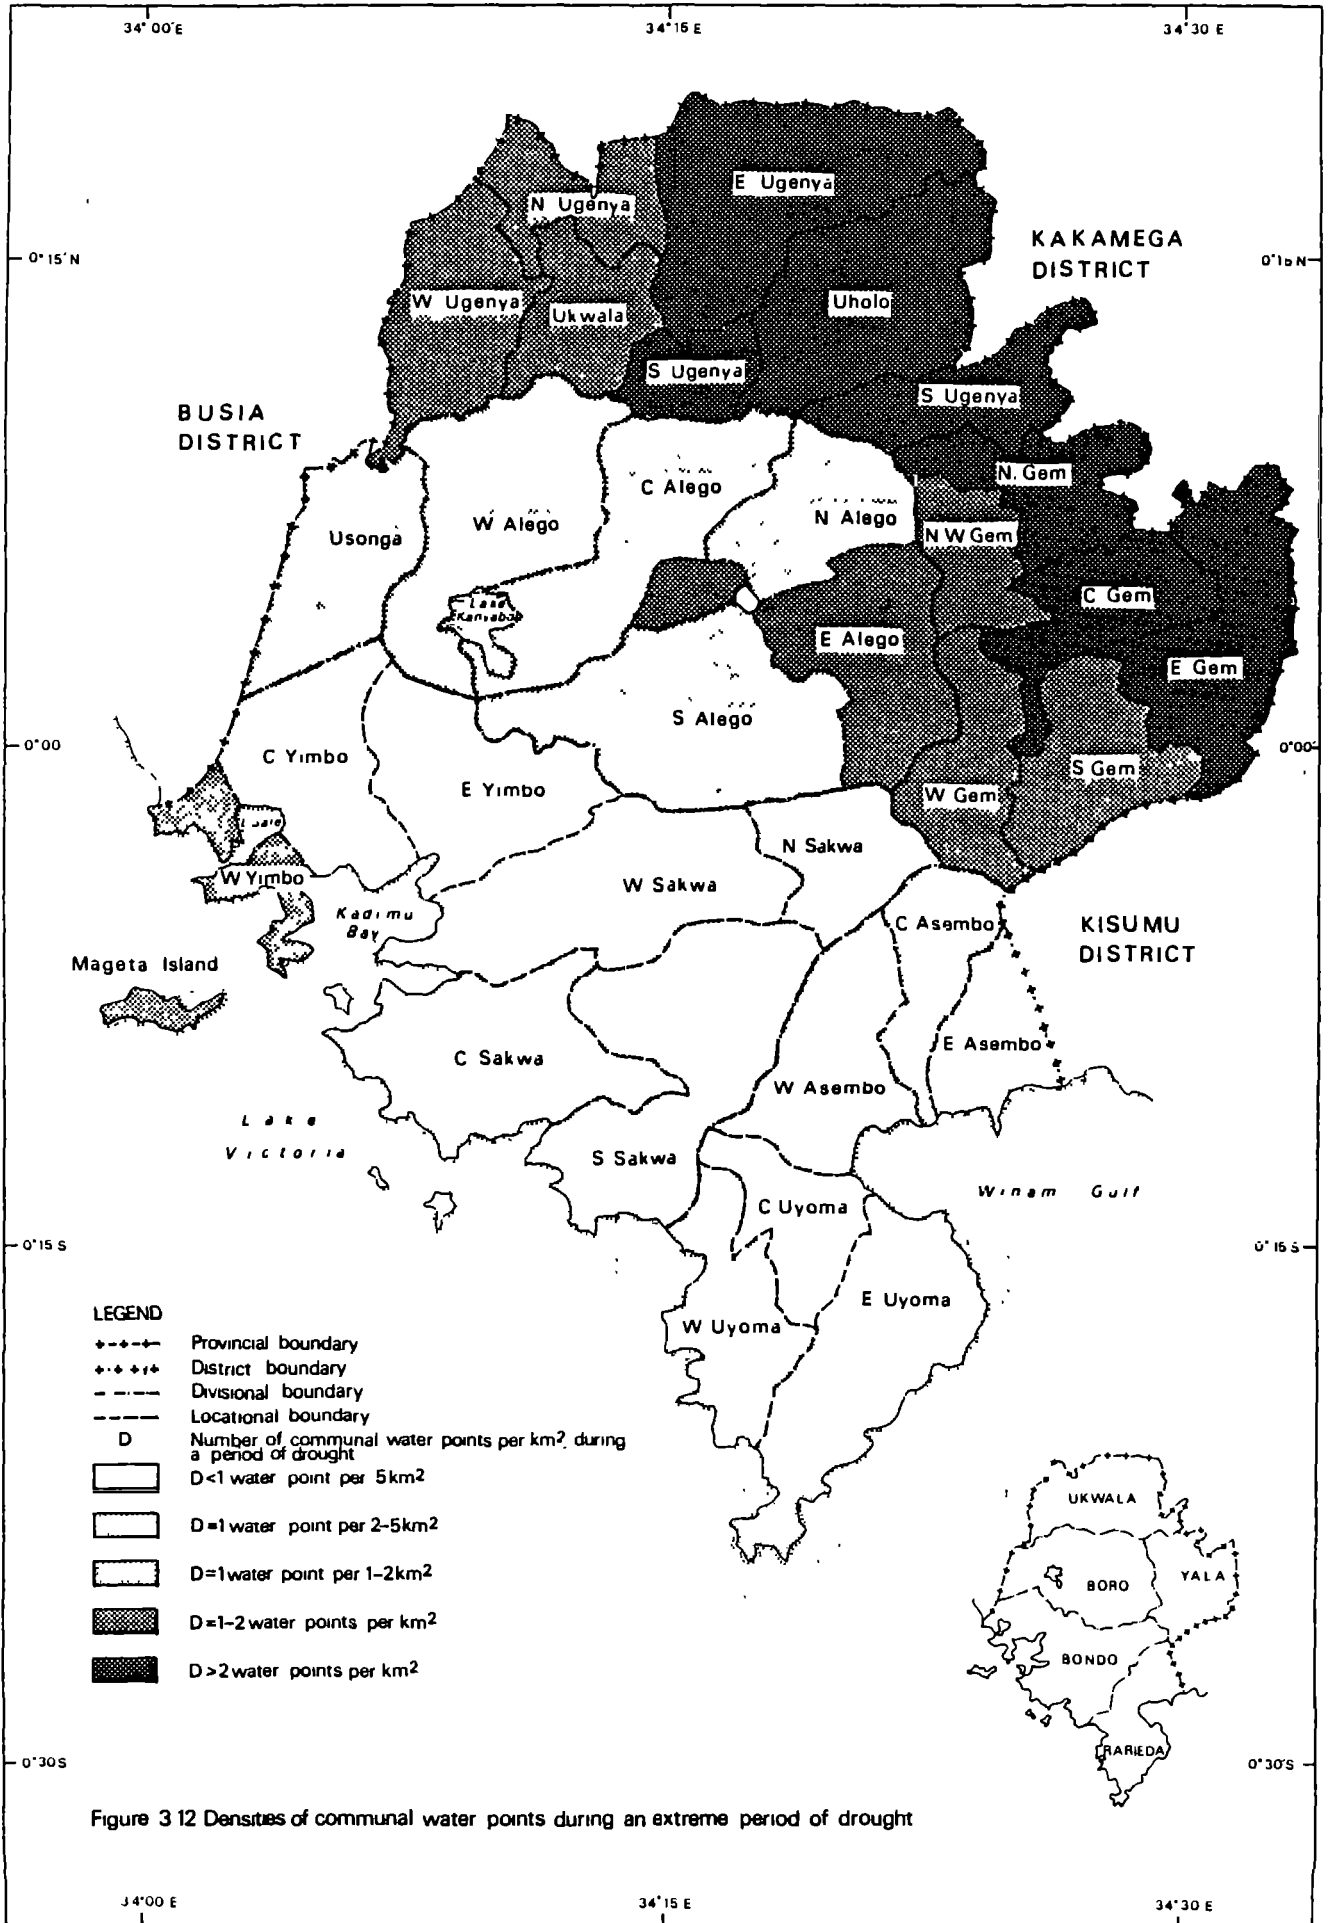 34°00'E 34°15 E 34°30 E
E Ugenya
N Ugenya
KAKAMEGA
DISTRICT
0°15'N 0°15N
W Ugenya Ukwala Uholo
S Ugenya
S Ugenya
BUSIA
DISTRICT
N. Gem
C Alego
W Alego N Alego
Usonga NW Gem
C Gem
Lake
Kanyaboli
E Alego
E Gem
S Alego
0°00 0°00'
C Yimbo
S Gem
E Yimbo W Gem
N Sakwa
W Yimbo W Sakwa
Kadimu
Bay
C Asembo KISUMU
DISTRICT
Mageta Island
E Asembo
C Sakwa
W Asembo
Lake
Victoria
S Sakwa
Winam Gulf
C Uyoma
0°15 S 0°15 S
E Uyoma
W Uyoma
LEGEND
Provincial boundary
District boundary
Divisional boundary
Locational boundary
D Number of communal water points per km² during
a period of drought
D<1 water point per 5km²
D=1 water point per 2-5km²
D=1 water point per 1-2km²
D=1-2 water points per km²
D>2 water points per km²
UKWALA
YALA
BORO
BONDO
RARIEDA
0°30S 0°30'S
Figure 3 12 Densities of communal water points during an extreme period of drought
34°00 E 34°15 E 34°30 E